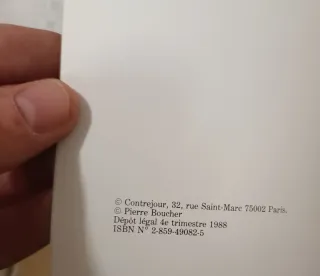 © Contrejour, 32, rue Saint-Marc 75002 Paris.
© Pierre Boucher
Dépôt légal 4e trimestre 1988
ISBN N° 2-859-49082-5